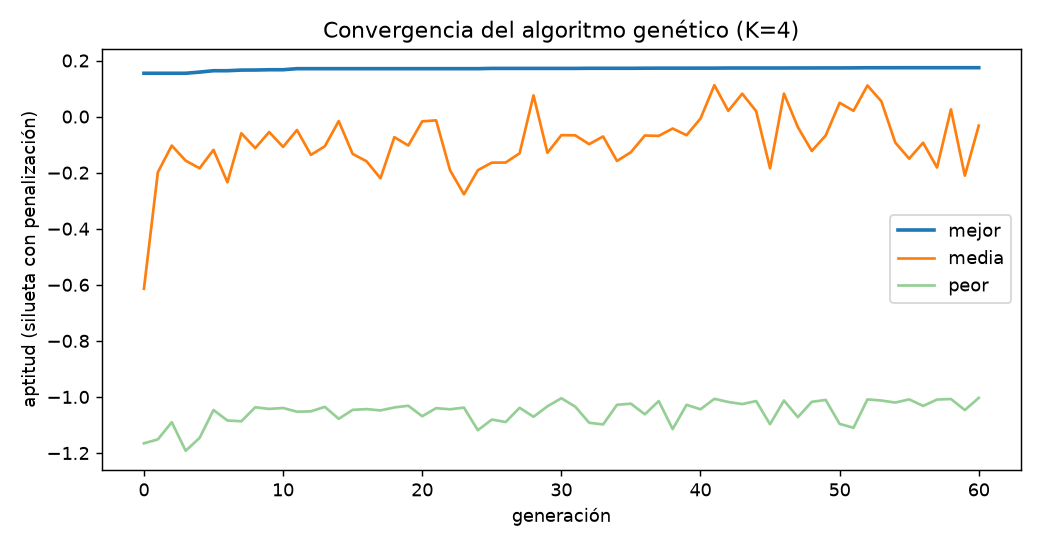 Convergencia del algoritmo genético (K=4)
aptitud (silueta con penalización)
0.2
0.0
−0.2
−0.4
−0.6
−0.8
−1.0
−1.2
mejor
media
peor
0 10 20 30 40 50 60
generación